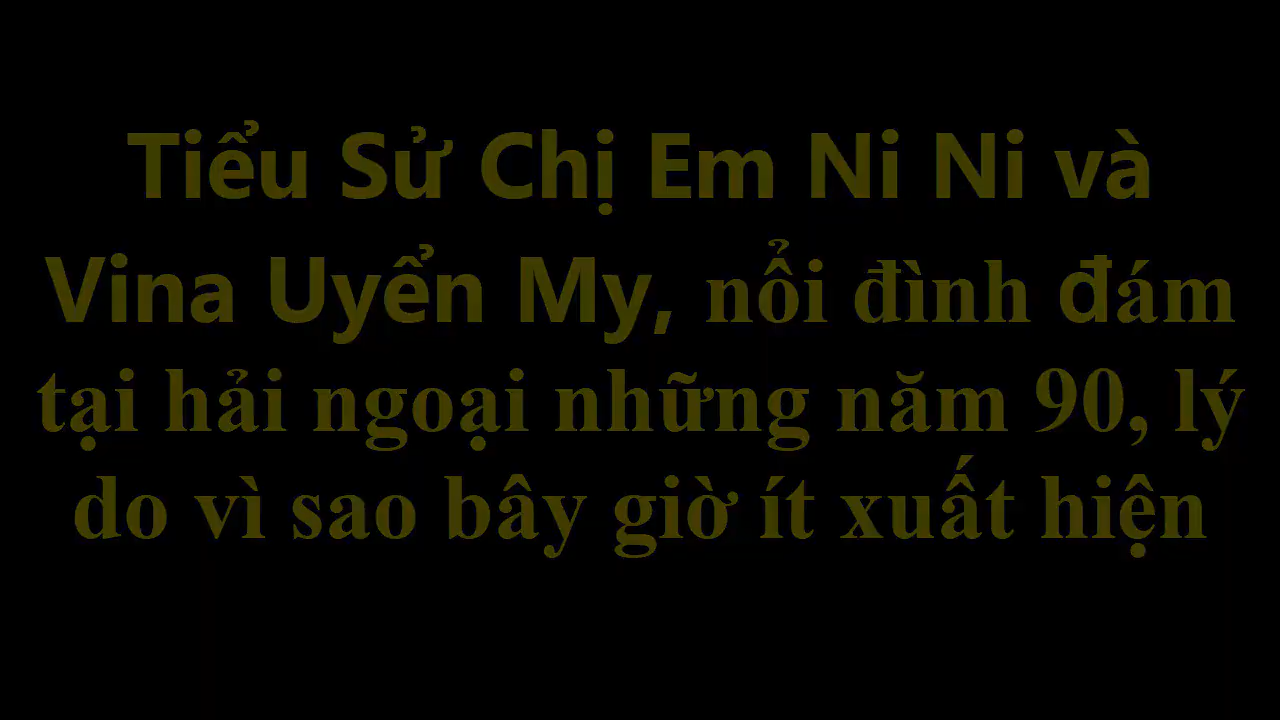 Tiểu Sử Chị Em Ni Ni và
Vina Uyển My, nổi đình đám
tại hải ngoại những năm 90, lý
do vì sao bây giờ ít xuất hiện